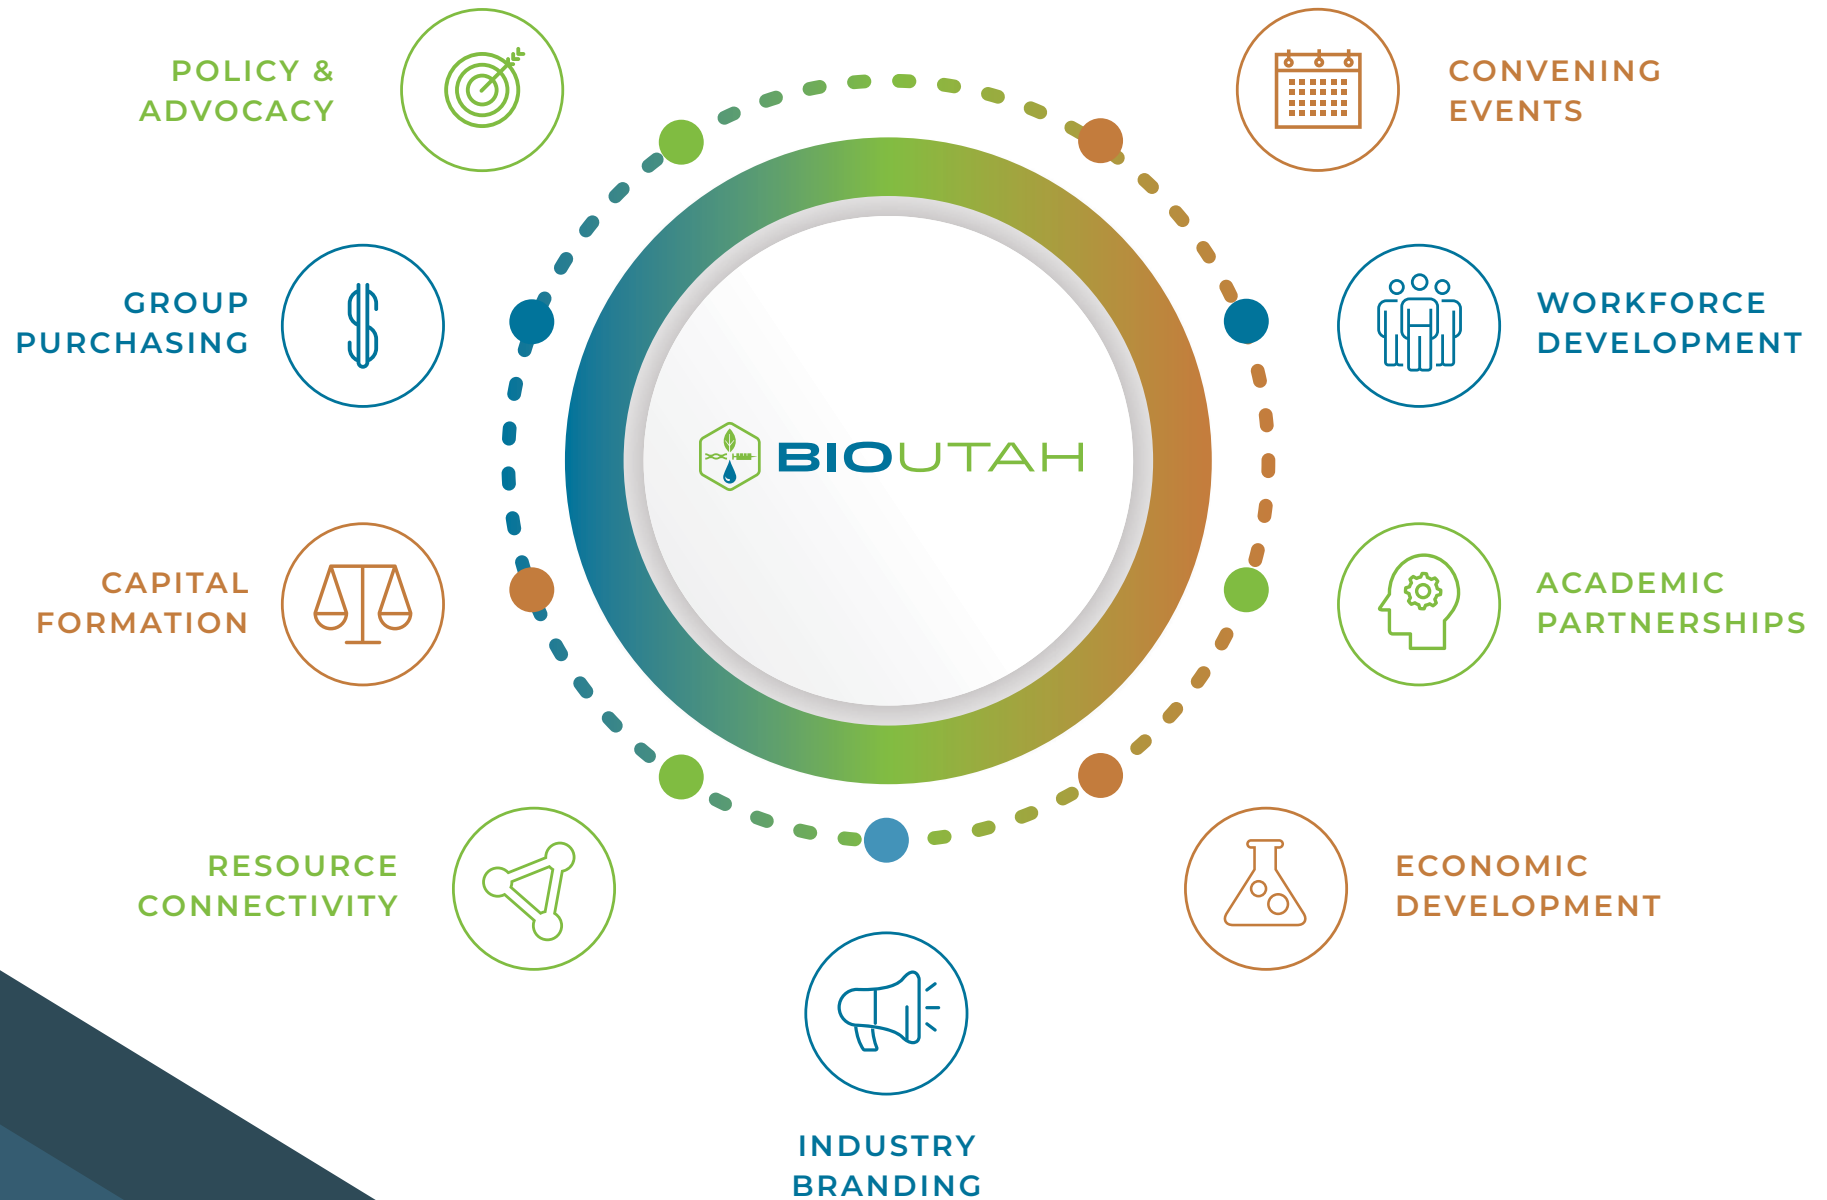 POLICY &
ADVOCACY
CONVENING
EVENTS
GROUP
PURCHASING
WORKFORCE
DEVELOPMENT
BIOUTAH
CAPITAL
FORMATION
ACADEMIC
PARTNERSHIPS
RESOURCE
CONNECTIVITY
ECONOMIC
DEVELOPMENT
INDUSTRY
BRANDING